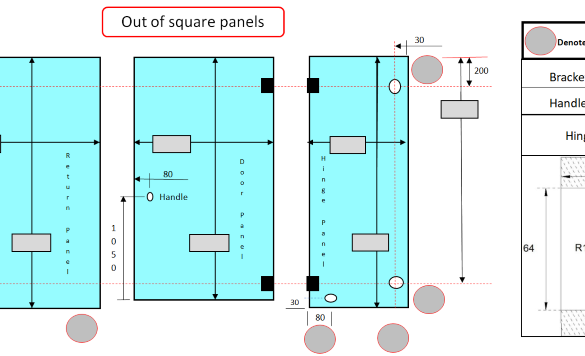 Out of square panels
30
200
Denote
Bracke
Handle
Hing
Return Panel
Door Panel
Hinge Panel
80
Handle
1050
64
R1
30
80